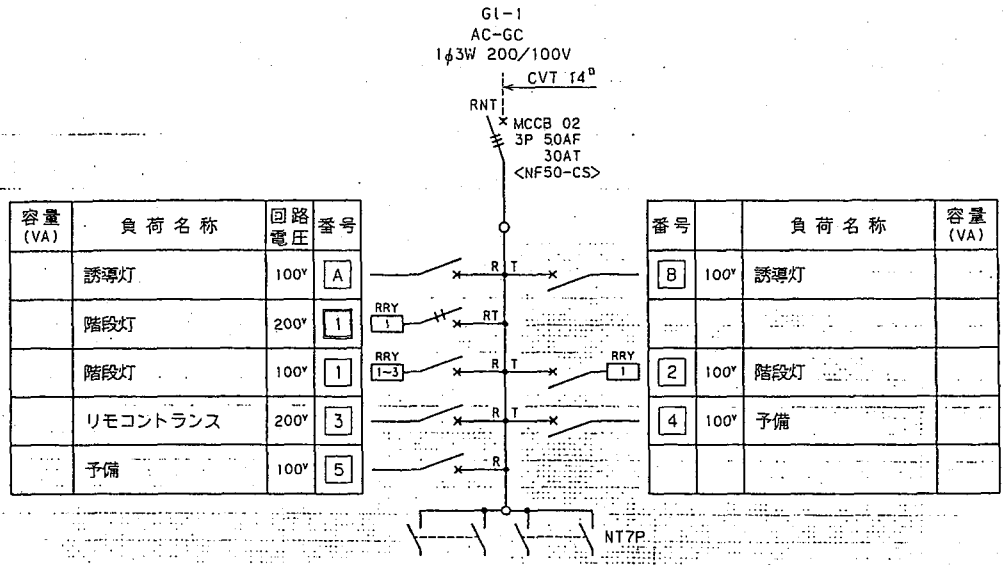 GL-1
AC-GC
1φ3W 200/100V
CVT 14□
RNT
MCCB 02
3P 50AF
30AT
<NF50-CS>
容量(VA) 負荷名称 回路電圧 番号
誘導灯 100V A
階段灯 200V 1
階段灯 100V 1
リモコントランス 200V 3
予備 100V 5
R T
RRY 1 RT
RRY 1~3 R T RRY 1
R T
R
番号 負荷名称 容量(VA)
B 100V 誘導灯
2 100V 階段灯
4 100V 予備
NT7P